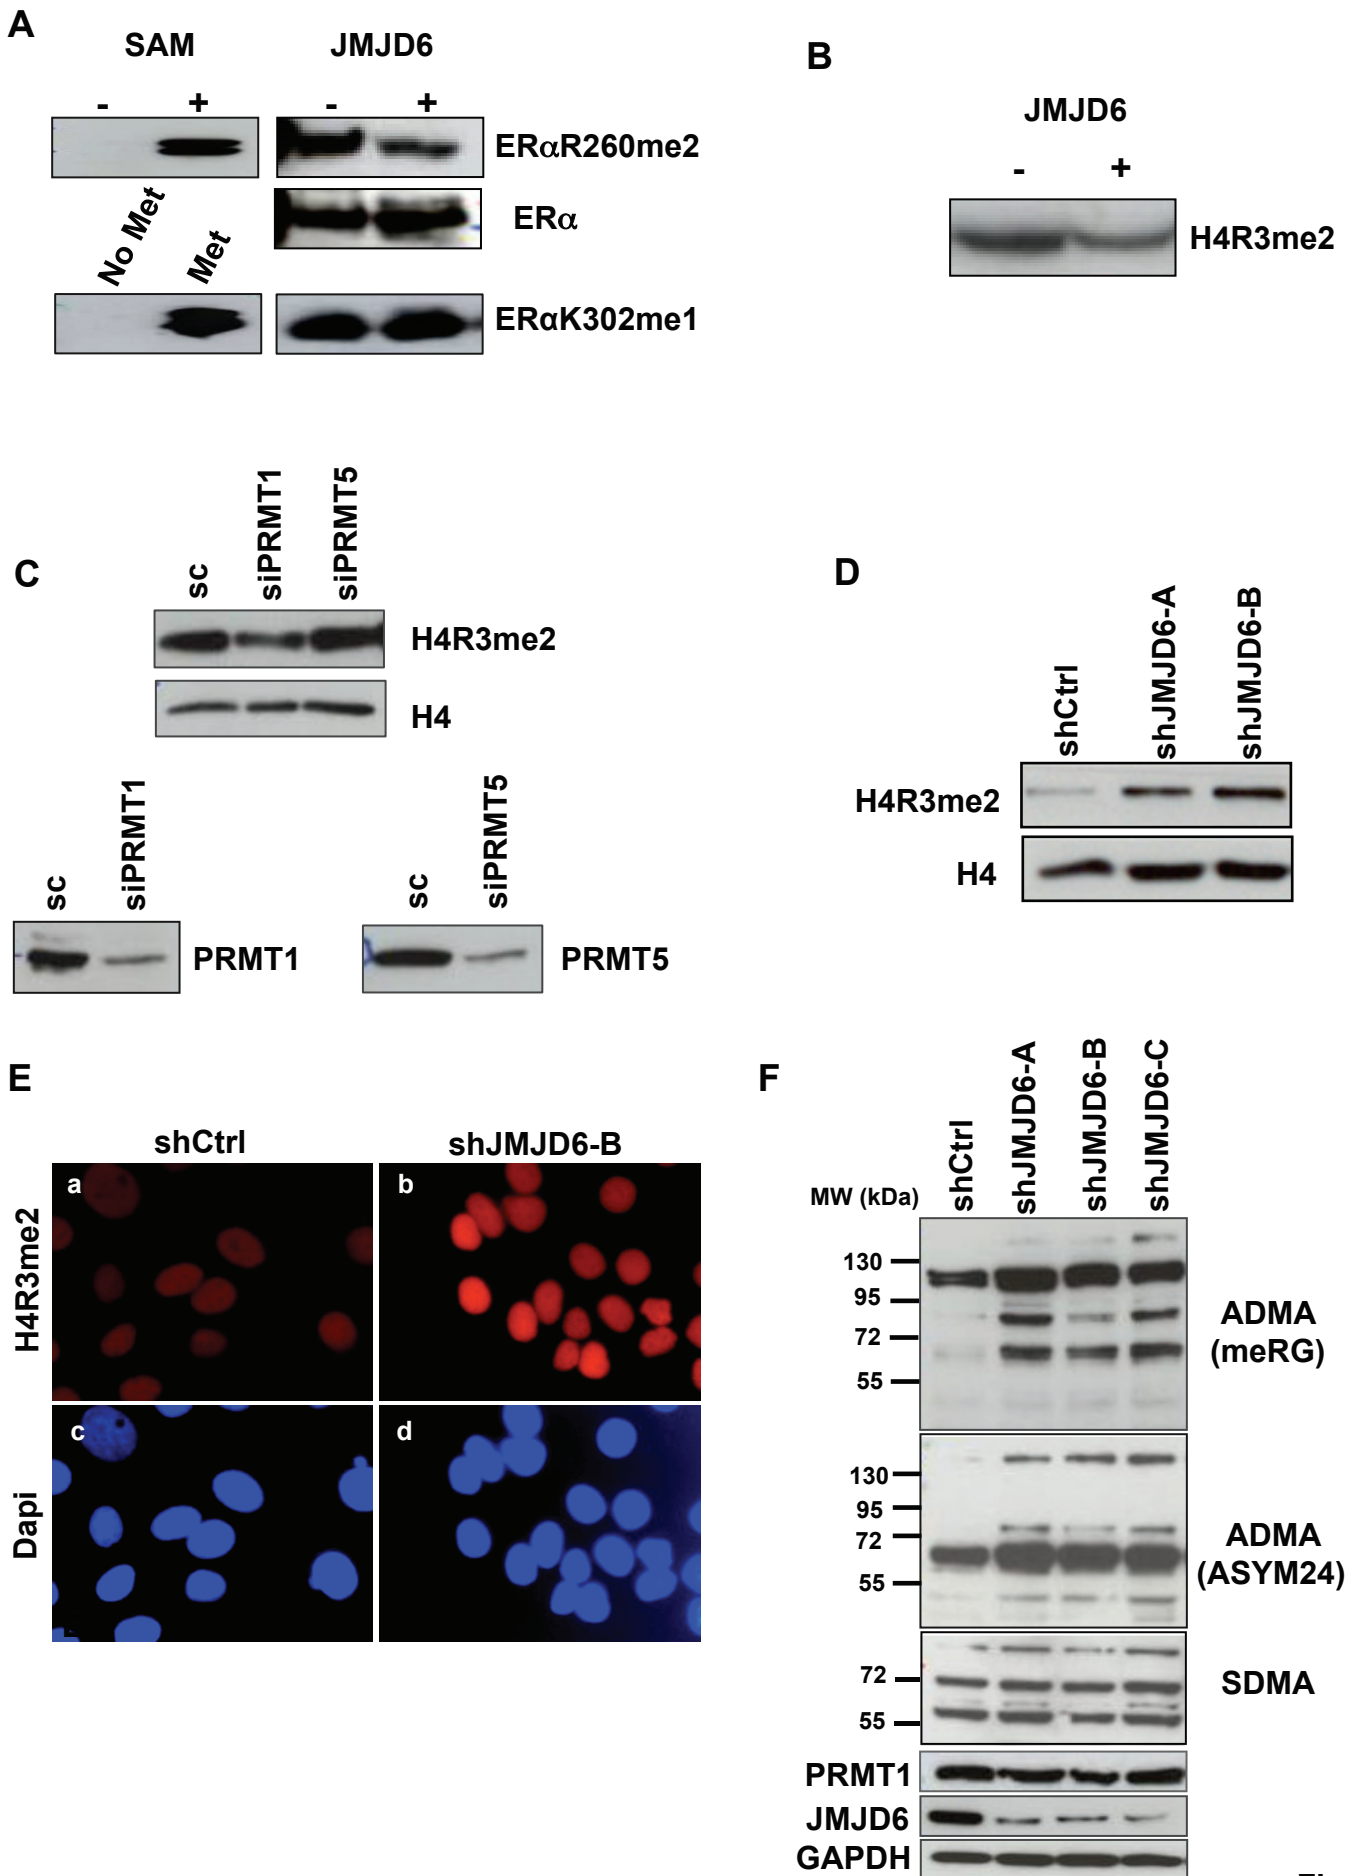 A
SAM
JMJD6
- +
- +
ERαR260me2
ERα
No Met
Met
ERαK302me1
B
JMJD6
- +
H4R3me2
C
sc
siPRMT1
siPRMT5
H4R3me2
H4
sc
siPRMT1
PRMT1
sc
siPRMT5
PRMT5
D
shCtrl
shJMJD6-A
shJMJD6-B
H4R3me2
H4
E
shCtrl
shJMJD6-B
H4R3me2
a
b
Dapi
c
d
F
shCtrl
shJMJD6-A
shJMJD6-B
shJMJD6-C
MW (kDa)
130
95
72
55
ADMA
(meRG)
130
95
72
55
ADMA
(ASYM24)
72
55
SDMA
PRMT1
JMJD6
GAPDH